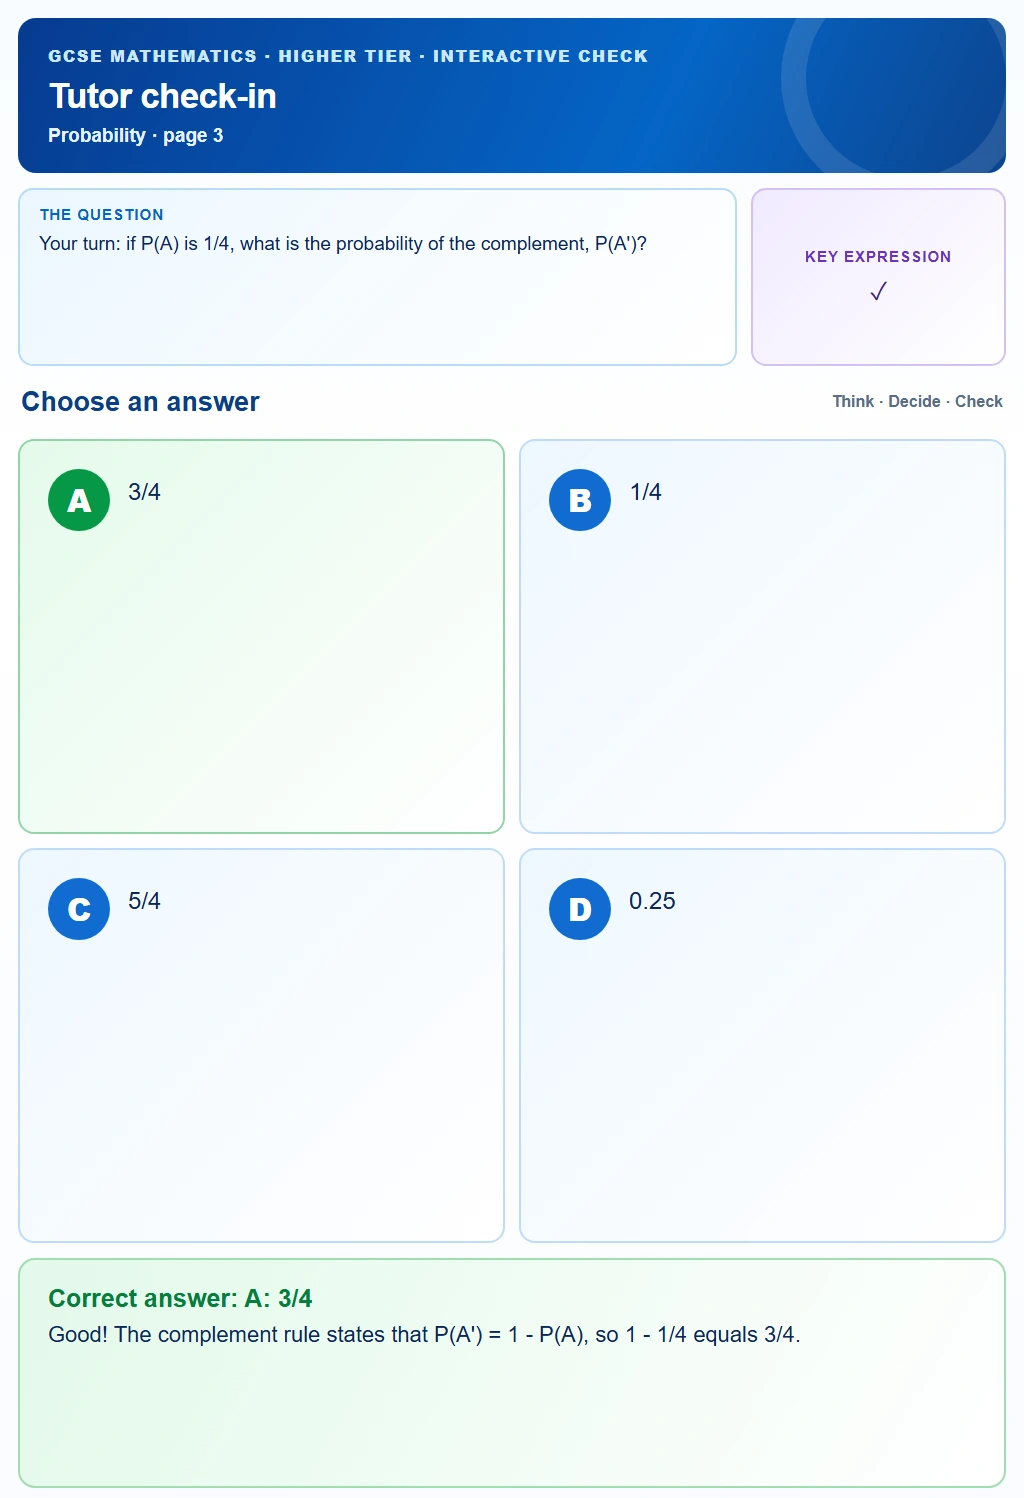 GCSE MATHEMATICS · HIGHER TIER · INTERACTIVE CHECK
Tutor check-in
Probability · page 3
THE QUESTION
Your turn: if P(A) is 1/4, what is the probability of the complement, P(A')?
KEY EXPRESSION
✓
Choose an answer
Think · Decide · Check
A 3/4
B 1/4
C 5/4
D 0.25
Correct answer: A: 3/4
Good! The complement rule states that P(A') = 1 - P(A), so 1 - 1/4 equals 3/4.